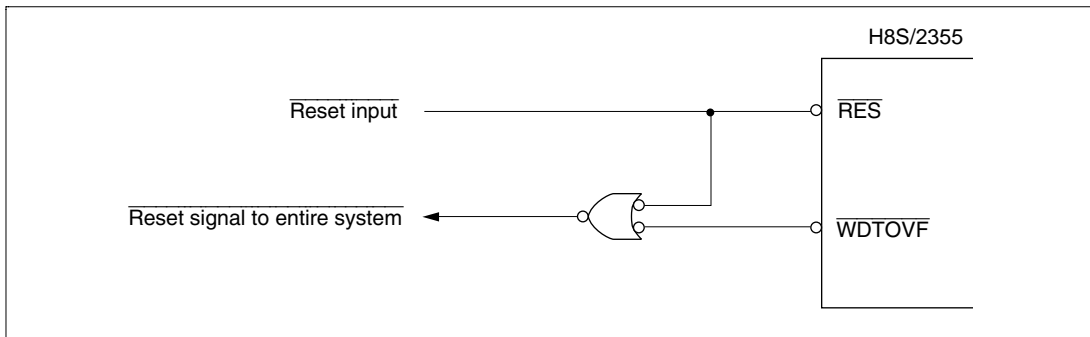 H8S/2355
Reset input
RES
Reset signal to entire system
WDTOVF